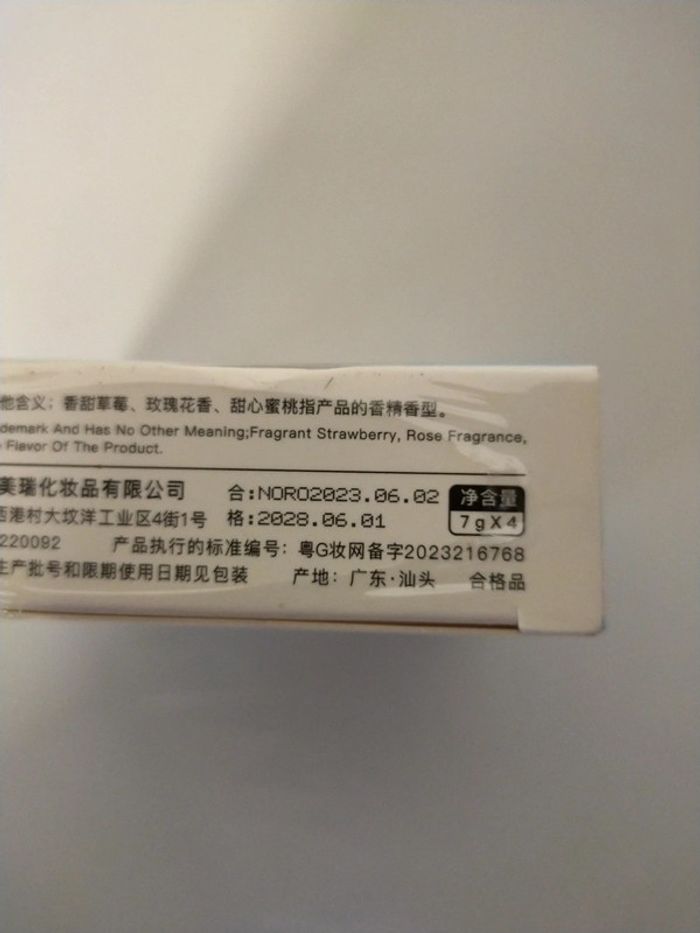 他含义；香甜草莓、玫瑰花香、甜心蜜桃指产品的香精香型。
demark And Has No Other Meaning;Fragrant Strawberry, Rose Fragrance,
Flavor Of The Product.
美瑞化妆品有限公司 合:NORO2023.06.02 净含量
港村大坟洋工业区4街1号 格:2028.06.01 7gX4
220092 产品执行的标准编号：粤G妆网备字2023216768
生产批号和限期使用日期见包装 产地：广东·汕头 合格品